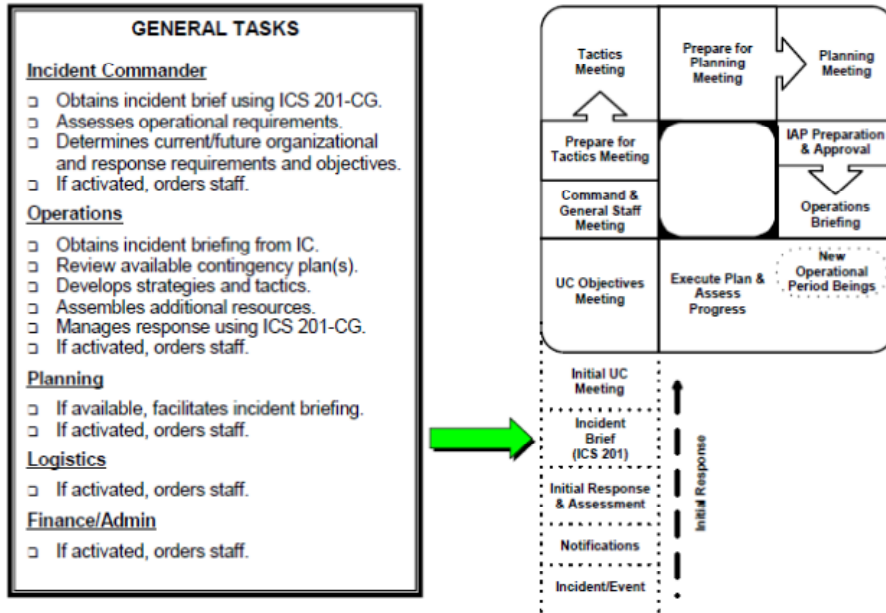 GENERAL TASKS
Incident Commander
Obtains incident brief using ICS 201-CG.
Assesses operational requirements.
Determines current/future organizational
and response requirements and objectives.
If activated, orders staff.
Operations
Obtains incident briefing from IC.
Review available contingency plan(s).
Develops strategies and tactics.
Assembles additional resources.
Manages response using ICS 201-CG.
If activated, orders staff.
Planning
If available, facilitates incident briefing.
If activated, orders staff.
Logistics
If activated, orders staff.
Finance/Admin
If activated, orders staff.
Tactics
Meeting
Prepare for
Planning
Meeting
Planning
Meeting
Prepare for
Tactics Meeting
IAP Preparation
& Approval
Command &
General Staff
Meeting
Operations
Briefing
UC Objectives
Meeting
Execute Plan &
Assess
Progress
New
Operational
Period Beings
Initial UC
Meeting
Incident
Brief
(ICS 201)
Initial Response
& Assessment
Notifications
Incident/Event
Initial Response